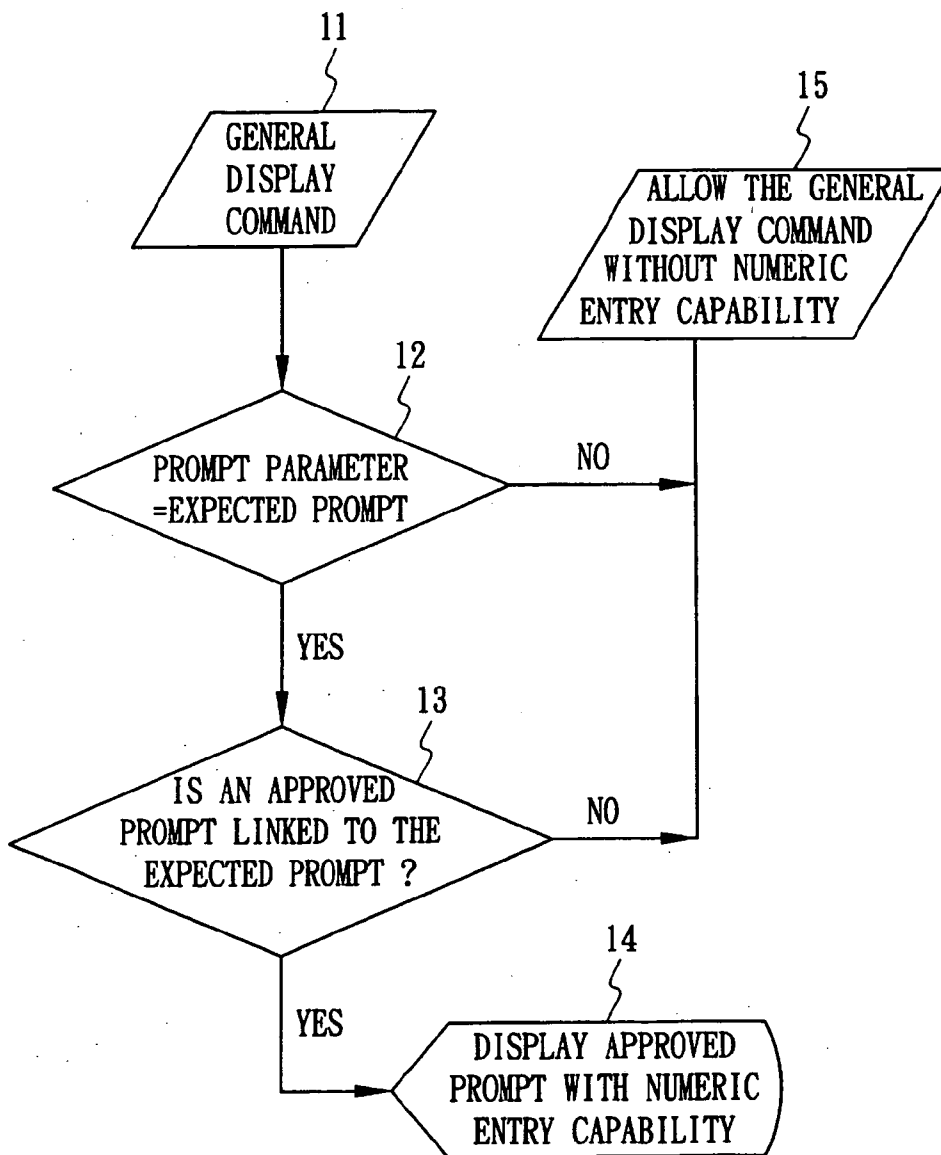 11
GENERAL
DISPLAY
COMMAND
15
ALLOW THE GENERAL
DISPLAY COMMAND
WITHOUT NUMERIC
ENTRY CAPABILITY
12
PROMPT PARAMETER
=EXPECTED PROMPT
NO
YES
13
IS AN APPROVED
PROMPT LINKED TO THE
EXPECTED PROMPT ?
NO
YES
14
DISPLAY APPROVED
PROMPT WITH NUMERIC
ENTRY CAPABILITY